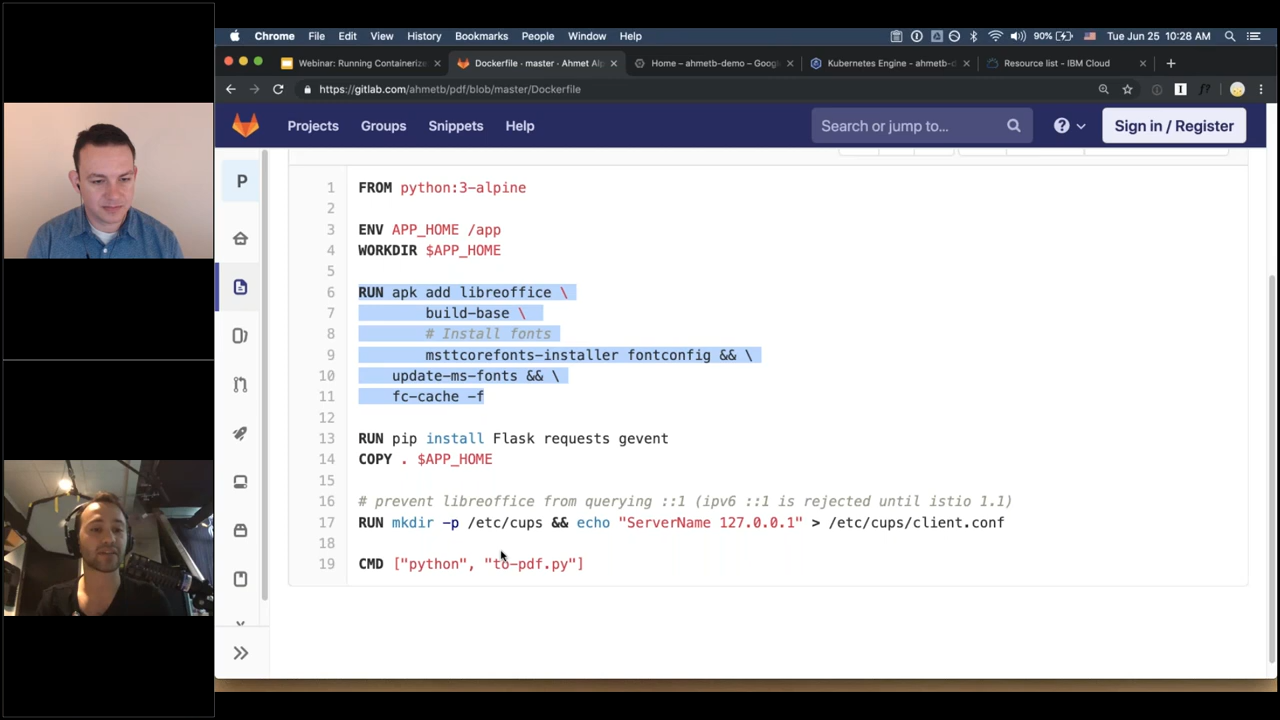 Chrome File Edit View History Bookmarks People Window Help 90% Tue Jun 25 10:28 AM
Webinar: Running Containerize Dockerfile · master · Ahmet Alp Home – ahmetb-demo – Google Kubernetes Engine - ahmetb-d Resource list - IBM Cloud
https://gitlab.com/ahmetb/pdf/blob/master/Dockerfile
Projects Groups Snippets Help Search or jump to... Sign in / Register
P
1 FROM python:3-alpine
2
3 ENV APP_HOME /app
4 WORKDIR $APP_HOME
5
6 RUN apk add libreoffice \
7 build-base \
8 # Install fonts
9 msttcorefonts-installer fontconfig && \
10 update-ms-fonts && \
11 fc-cache -f
12
13 RUN pip install Flask requests gevent
14 COPY . $APP_HOME
15
16 # prevent libreoffice from querying ::1 (ipv6 ::1 is rejected until istio 1.1)
17 RUN mkdir -p /etc/cups && echo "ServerName 127.0.0.1" > /etc/cups/client.conf
18
19 CMD ["python", "to-pdf.py"]